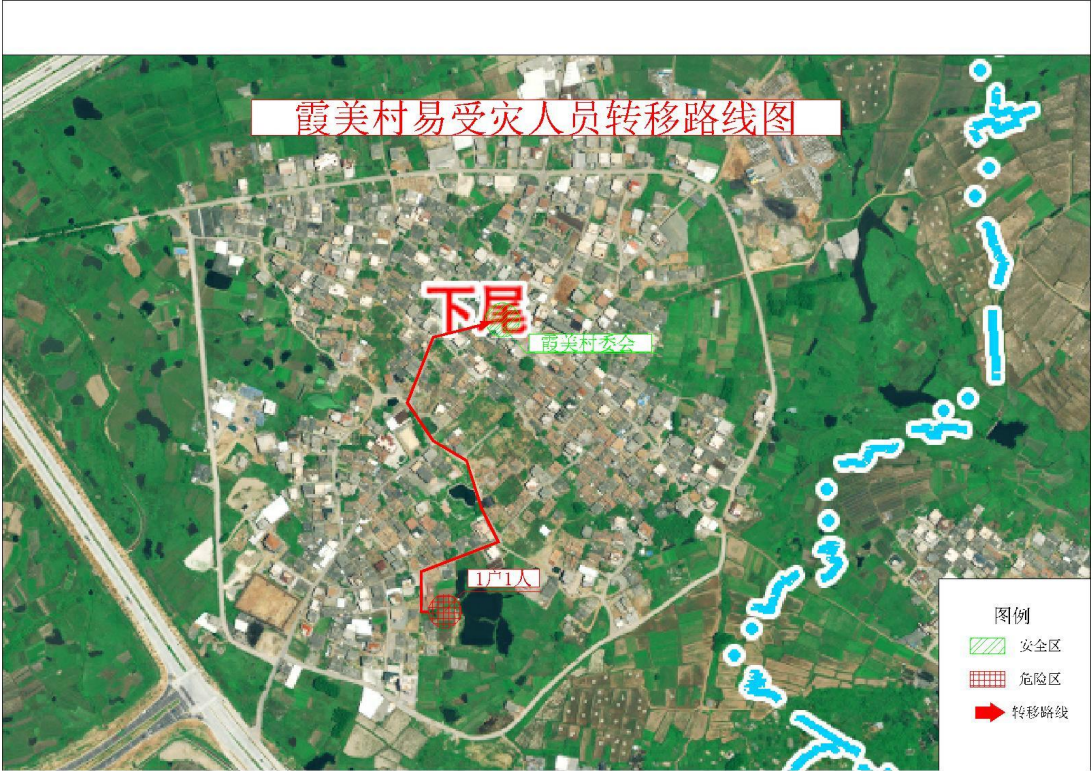 霞美村易受灾人员转移路线图
下尾
霞美村委会
1户1人
图例
安全区
危险区
转移路线